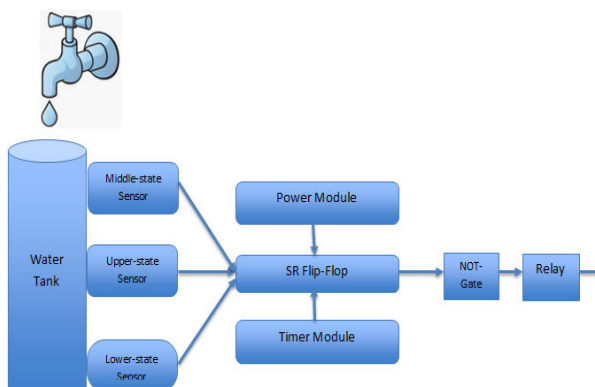 Middle-state
Sensor
Power Module
Water
Tank
Upper-state
Sensor
SR Flip-Flop
NOT-
Gate
Relay
Timer Module
Lower-state
Sensor